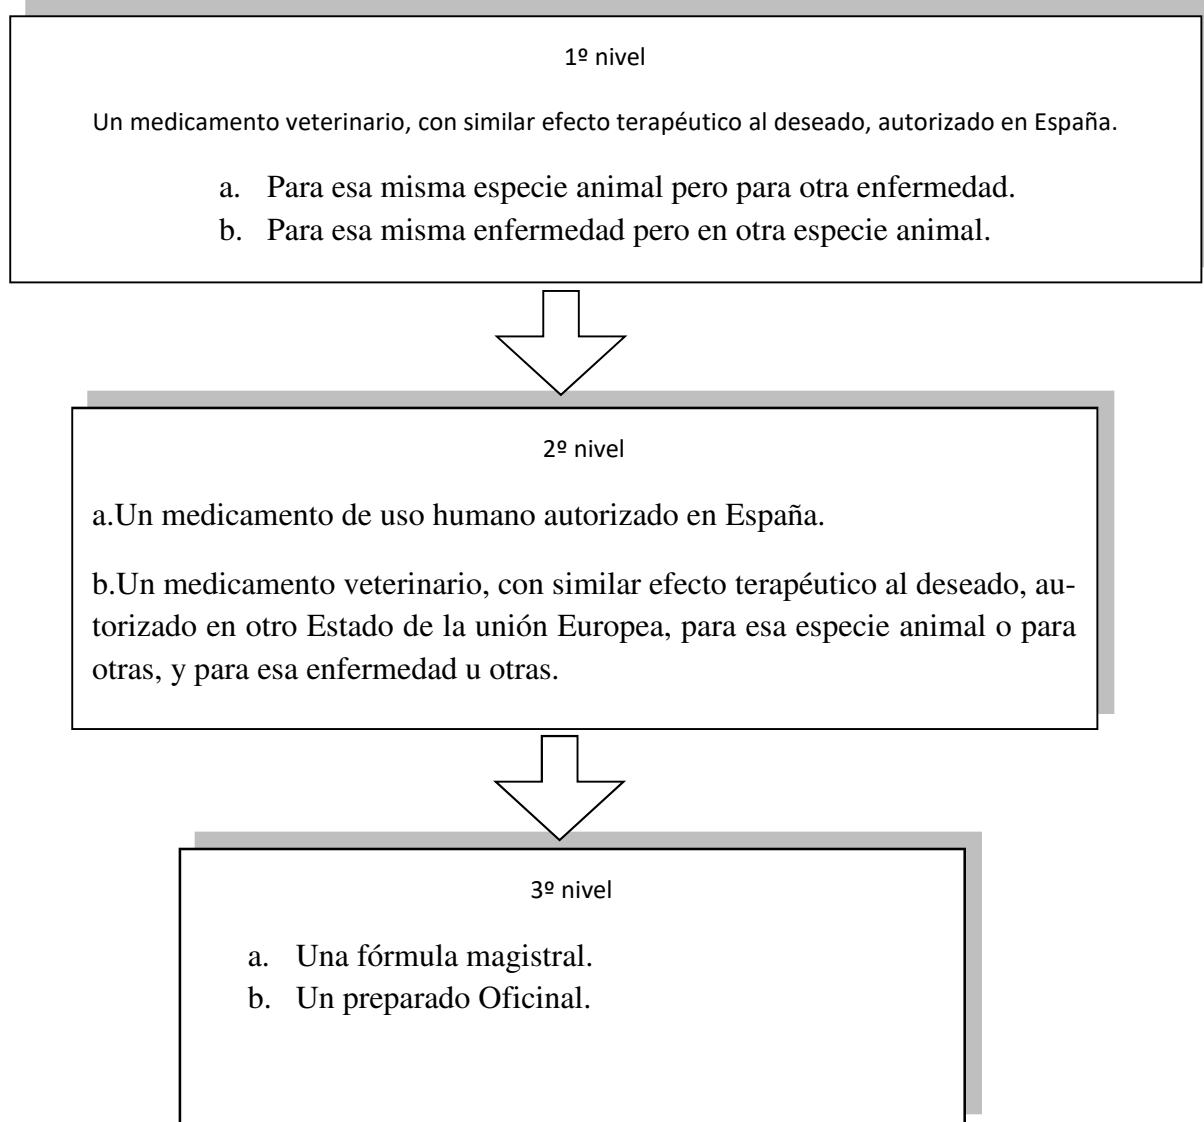 1º nivel
Un medicamento veterinario, con similar efecto terapéutico al deseado, autorizado en España.
a. Para esa misma especie animal pero para otra enfermedad.
b. Para esa misma enfermedad pero en otra especie animal.
2º nivel
a.Un medicamento de uso humano autorizado en España.
b.Un medicamento veterinario, con similar efecto terapéutico al deseado, au-
torizado en otro Estado de la unión Europea, para esa especie animal o para
otras, y para esa enfermedad u otras.
3º nivel
a. Una fórmula magistral.
b. Un preparado Oficinal.